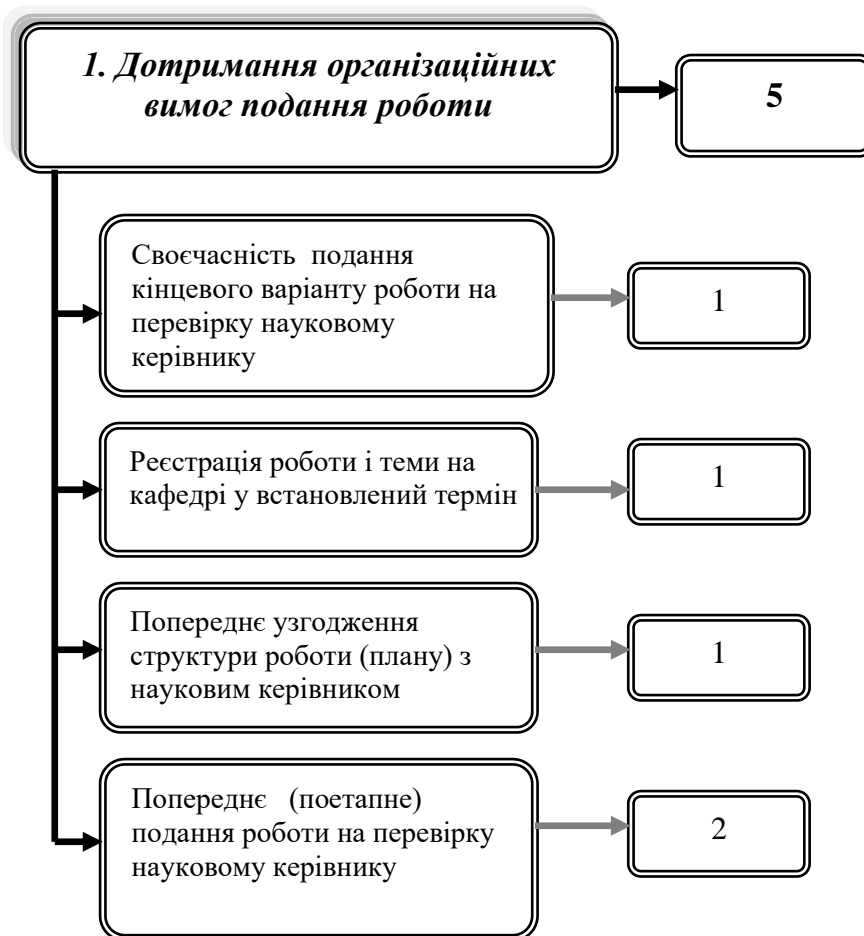 1. Дотримання організаційних
вимог подання роботи
5
Своєчасність подання
кінцевого варіанту роботи на
перевірку науковому
керівнику
1
Реєстрація роботи і теми на
кафедрі у встановлений термін
1
Попереднє узгодження
структури роботи (плану) з
науковим керівником
1
Попереднє (поетапне)
подання роботи на перевірку
науковому керівнику
2